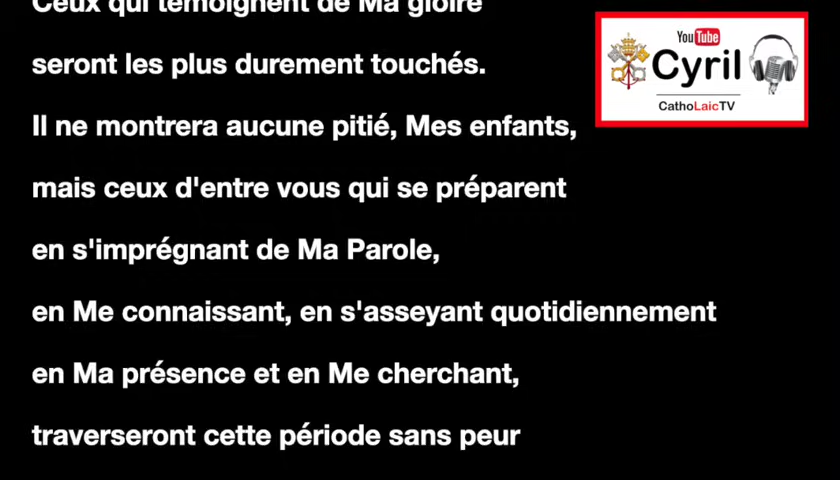 Ceux qui témoignent de Ma gloire
seront les plus durement touchés.
Il ne montrera aucune pitié, Mes enfants,
mais ceux d'entre vous qui se préparent
en s'imprégnant de Ma Parole,
en Me connaissant, en s'asseyant quotidiennement
en Ma présence et en Me cherchant,
traverseront cette période sans peur
YouTube
Cyril
CathoLaicTV